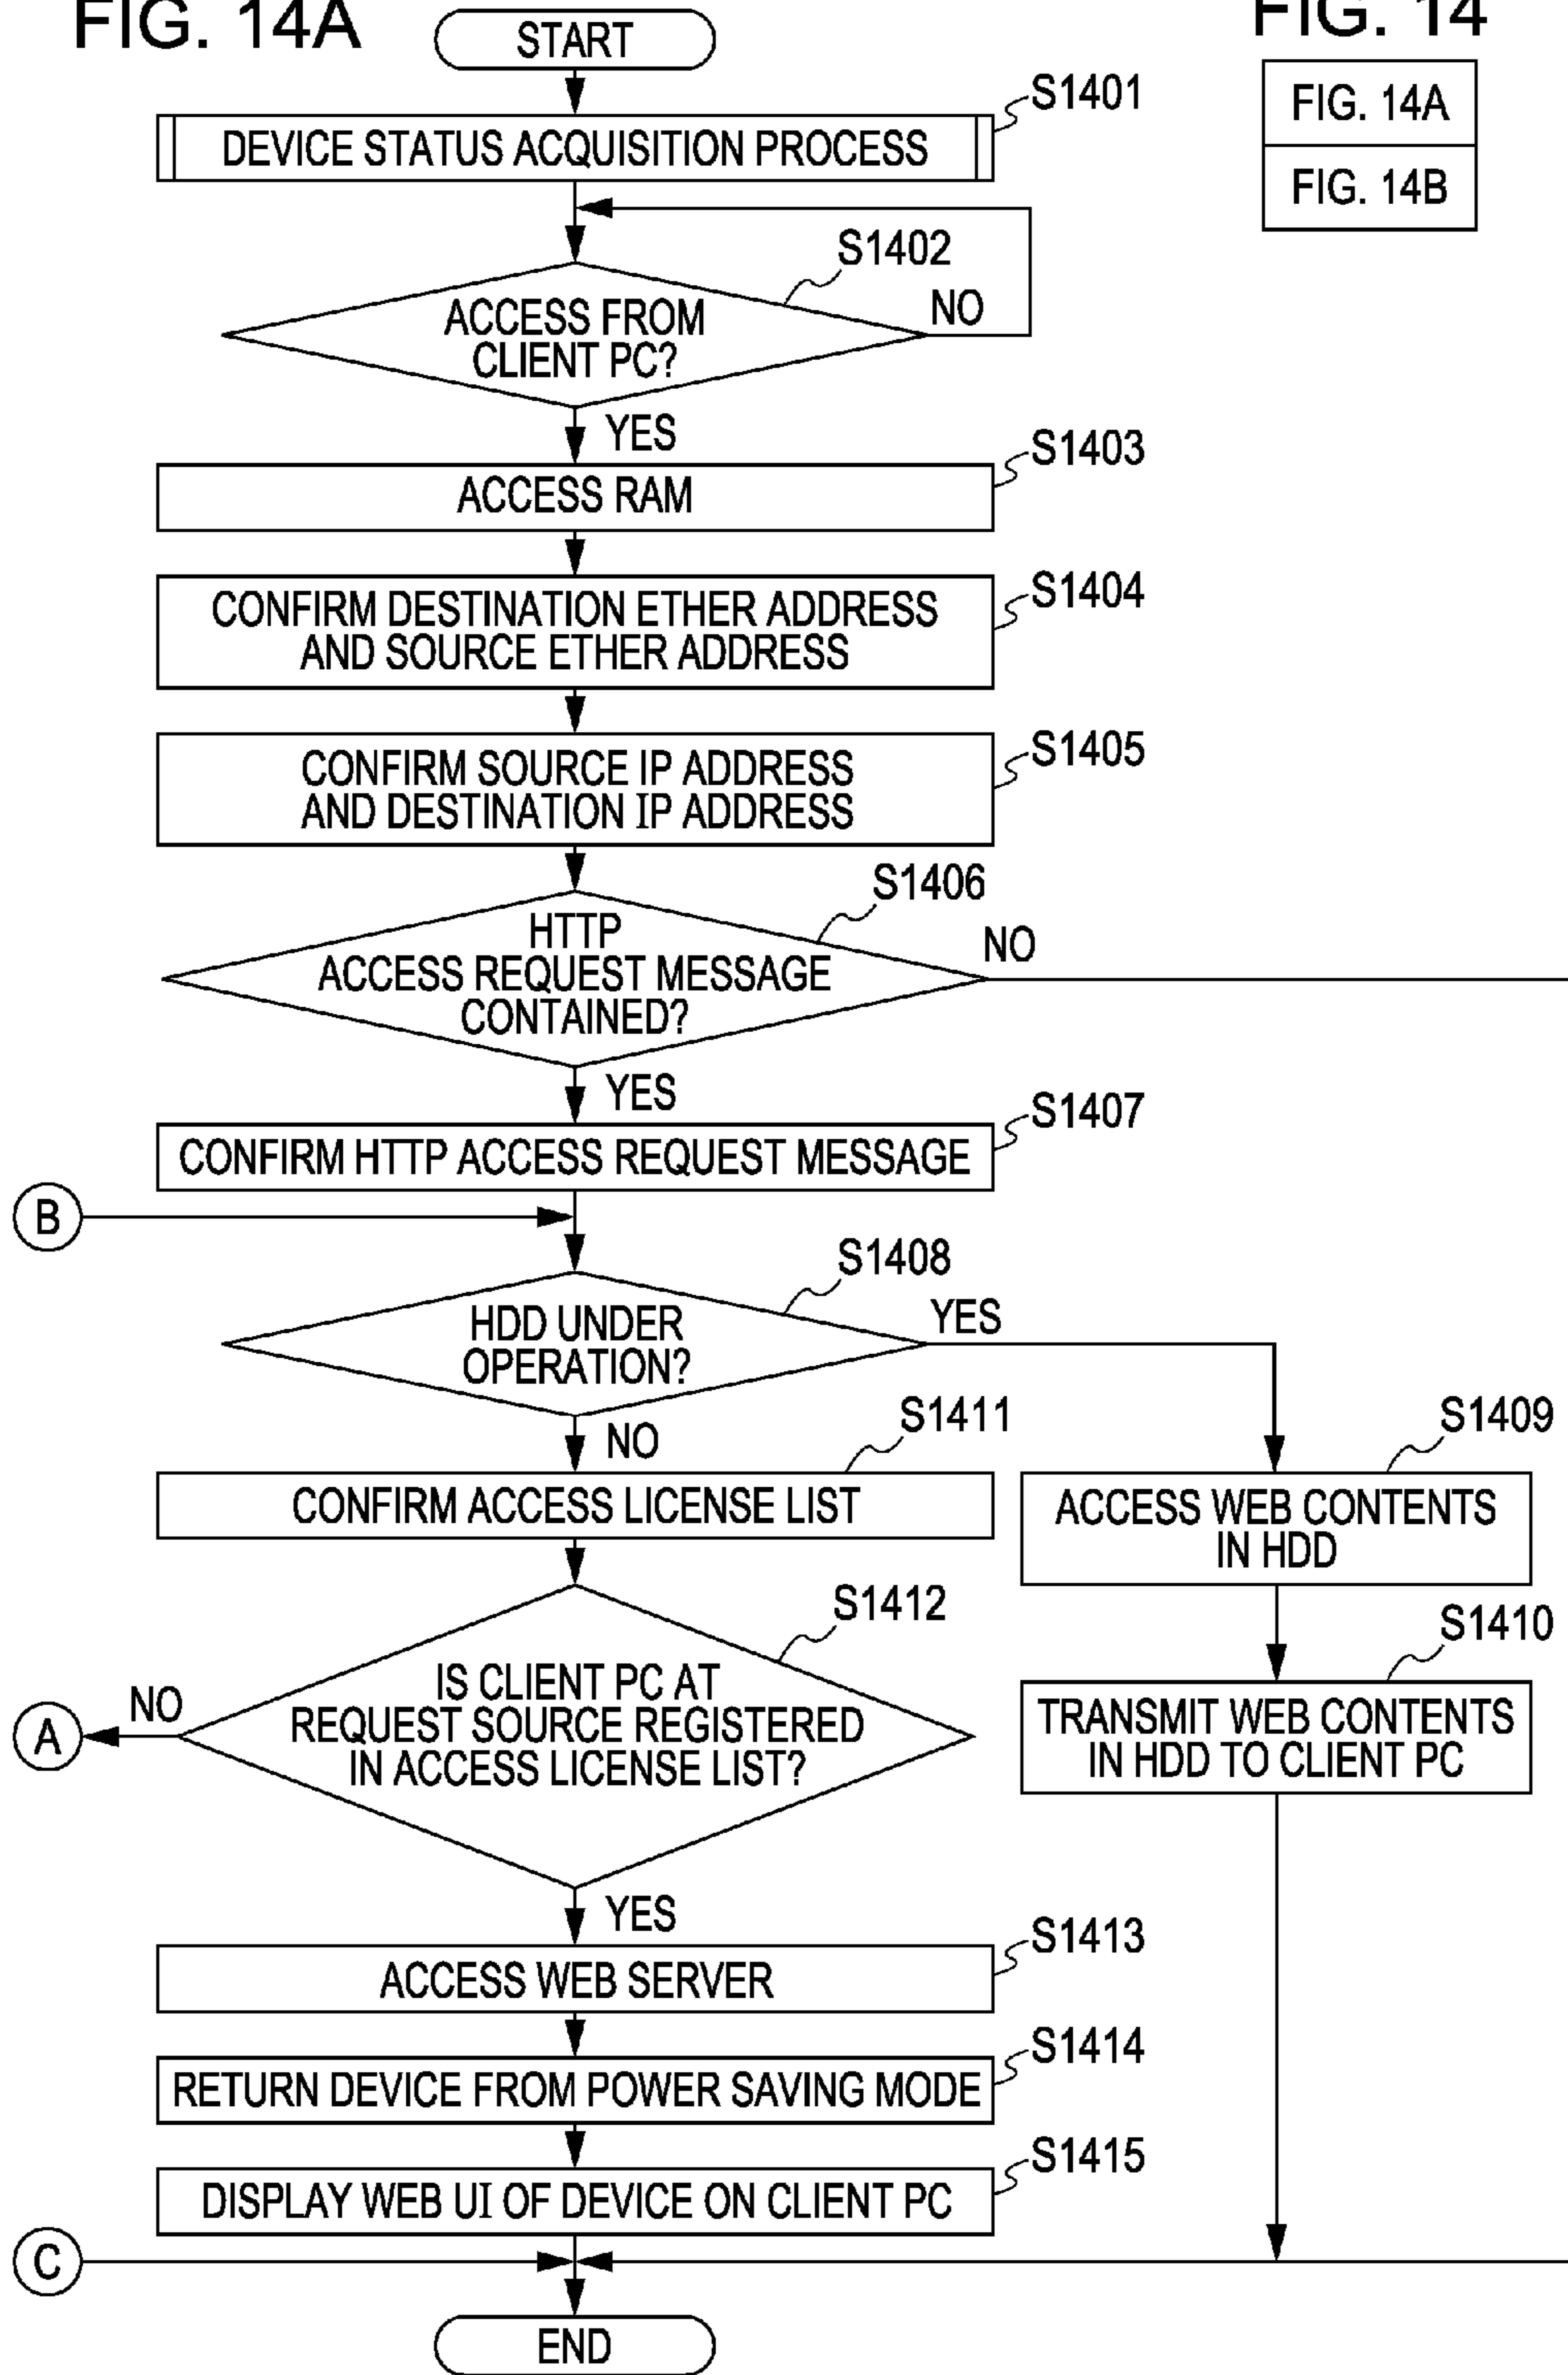 FIG. 14A
FIG. 14
FIG. 14A
FIG. 14B
START
S1401
DEVICE STATUS ACQUISITION PROCESS
S1402
ACCESS FROM
CLIENT PC?
NO
YES
S1403
ACCESS RAM
S1404
CONFIRM DESTINATION ETHER ADDRESS
AND SOURCE ETHER ADDRESS
S1405
CONFIRM SOURCE IP ADDRESS
AND DESTINATION IP ADDRESS
S1406
HTTP
ACCESS REQUEST MESSAGE
CONTAINED?
NO
YES
S1407
CONFIRM HTTP ACCESS REQUEST MESSAGE
B
S1408
HDD UNDER
OPERATION?
YES
NO
S1409
ACCESS WEB CONTENTS
IN HDD
S1410
TRANSMIT WEB CONTENTS
IN HDD TO CLIENT PC
S1411
CONFIRM ACCESS LICENSE LIST
S1412
IS CLIENT PC AT
REQUEST SOURCE REGISTERED
IN ACCESS LICENSE LIST?
NO
A
YES
S1413
ACCESS WEB SERVER
S1414
RETURN DEVICE FROM POWER SAVING MODE
S1415
DISPLAY WEB UI OF DEVICE ON CLIENT PC
C
END